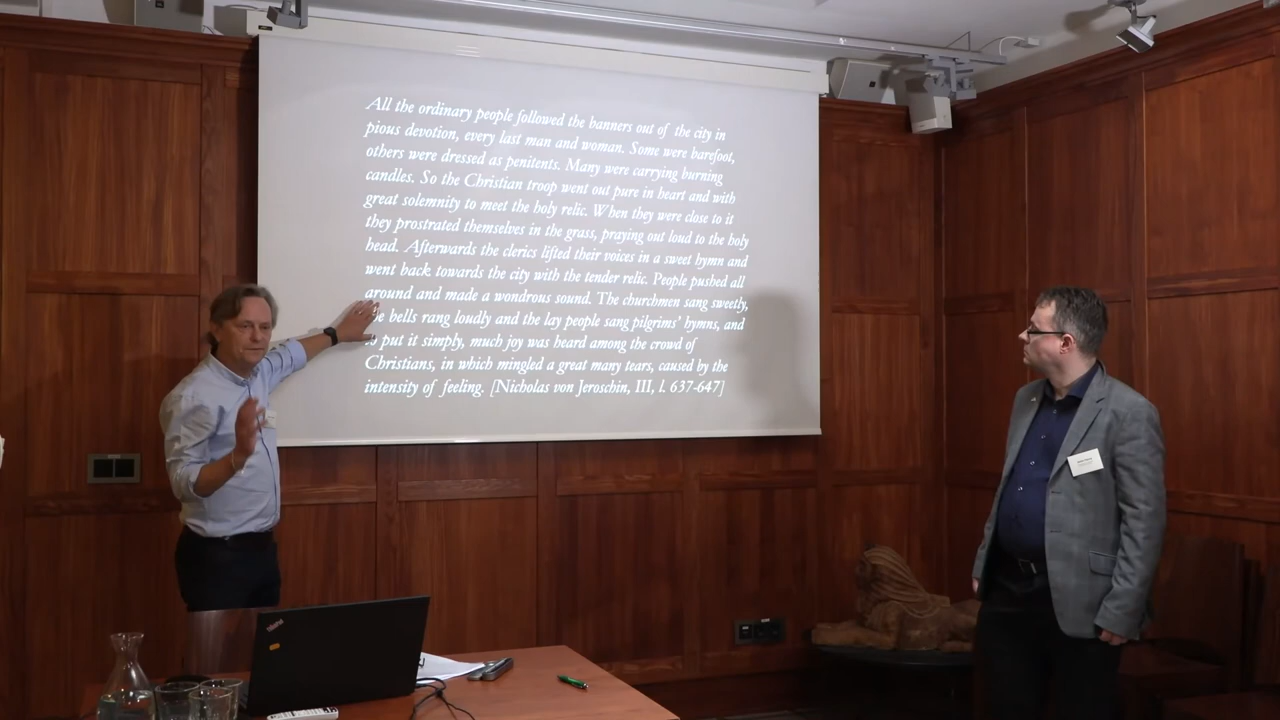 All the ordinary people followed the banners out of the city in
pious devotion, every last man and woman. Some were barefoot,
others were dressed as penitents. Many were carrying burning
candles. So the Christian troop went out pure in heart and with
great solemnity to meet the holy relic. When they were close to it
they prostrated themselves in the grass, praying out loud to the holy
head. Afterwards the clerics lifted their voices in a sweet hymn and
went back towards the city with the tender relic. People pushed all
around and made a wondrous sound. The churchmen sang sweetly,
bells rang loudly and the lay people sang pilgrims' hymns, and
put it simply, much joy was heard among the crowd of
Christians, in which mingled a great many tears, caused by the
intensity of feeling. [Nicholas von Jeroschin, III, l. 637-647]
ThinkPad